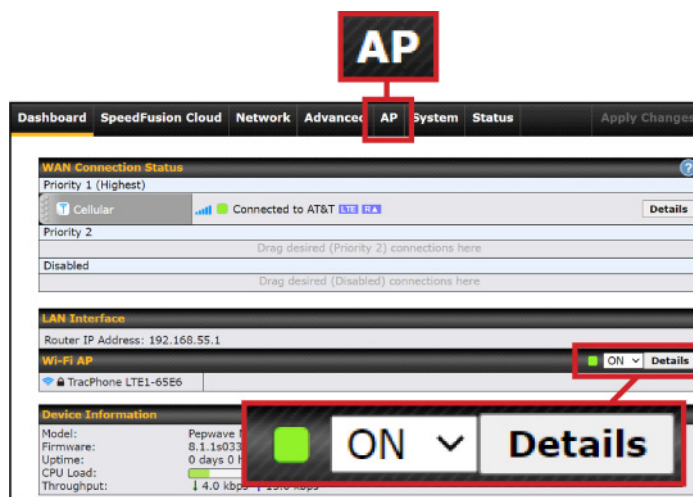 AP
Dashboard SpeedFusion Cloud Network Advanced AP System Status Apply Changes
WAN Connection Status ?
Priority 1 (Highest)
Cellular Connected to AT&T LTE RA Details
Priority 2
Drag desired (Priority 2) connections here
Disabled
Drag desired (Disabled) connections here
LAN Interface
Router IP Address: 192.168.55.1
Wi-Fi AP ON Details
TracPhone LTE1-65E6
Device Information
ON Details
Model: Pepwave
Firmware: 8.1.1s033
Uptime: 0 days 0
CPU Load:
Throughput: 4.0 kbps